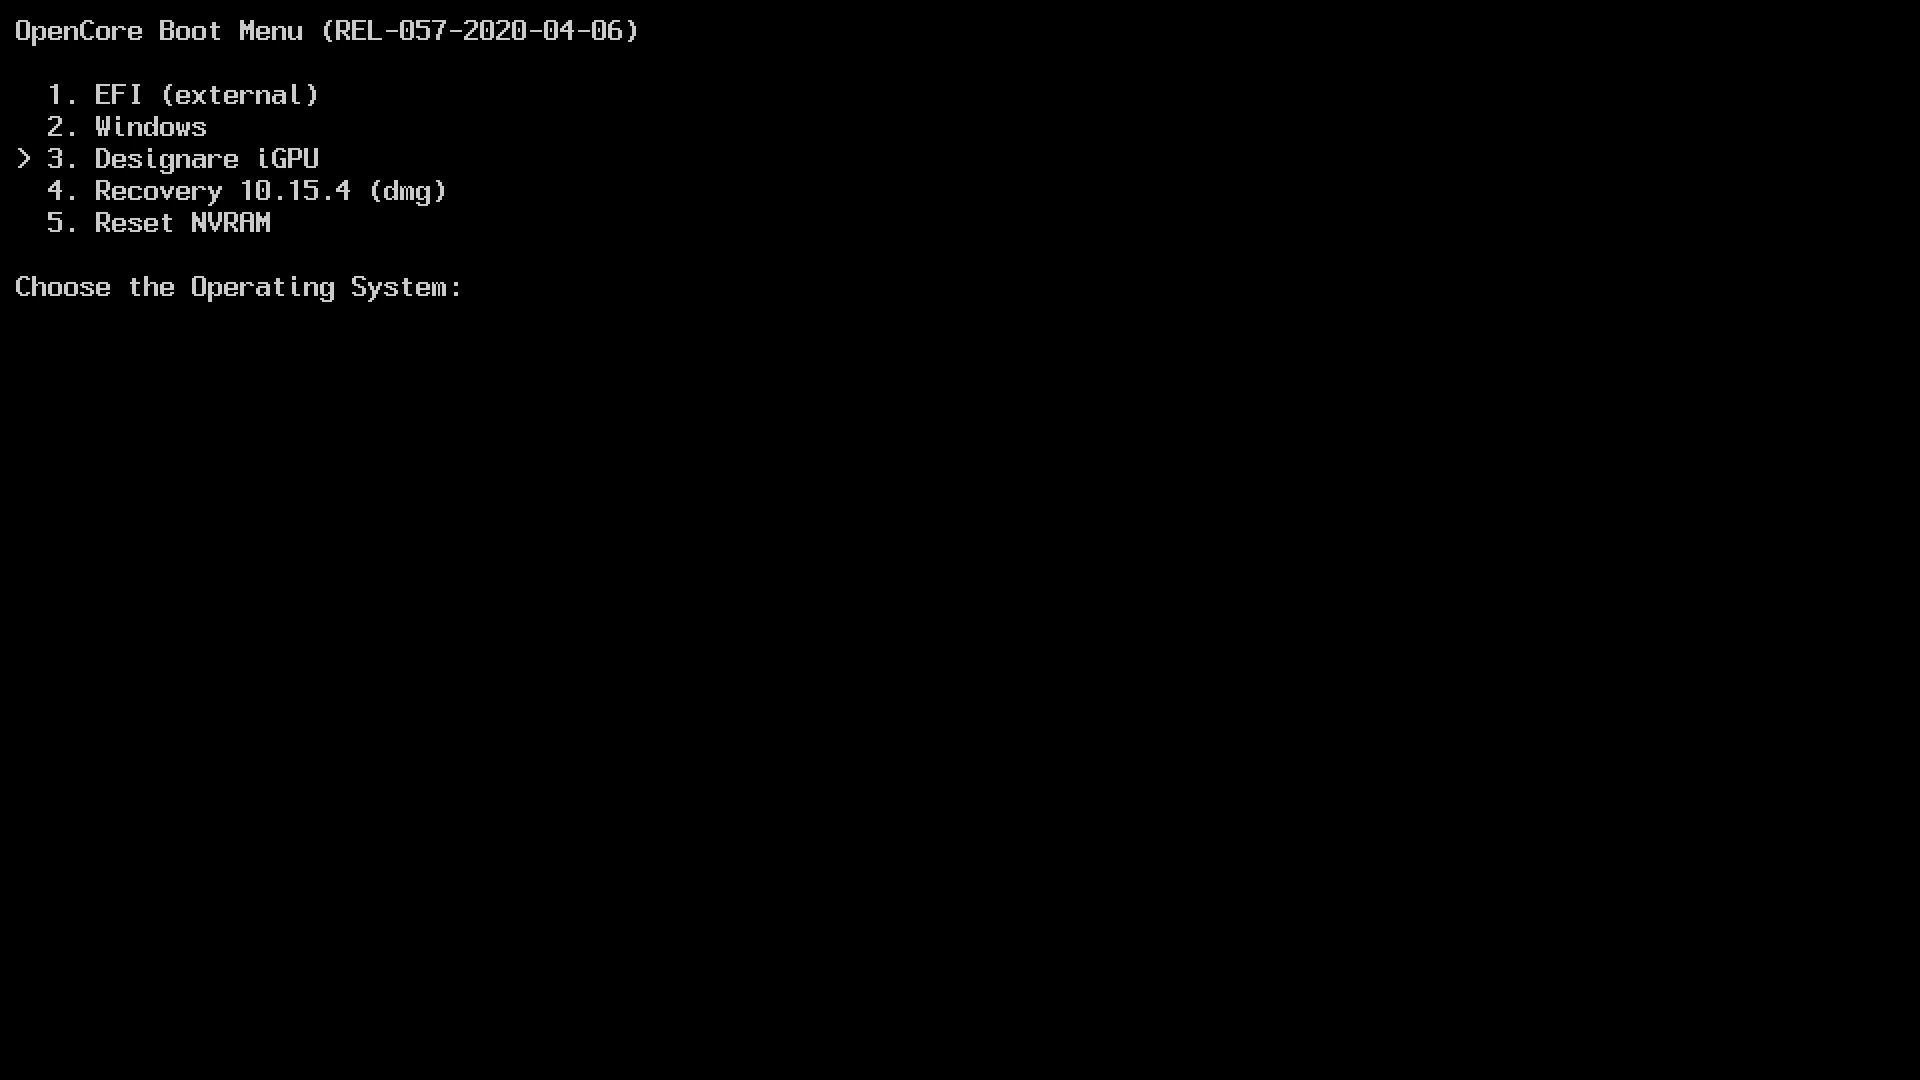 OpenCore Boot Menu (REL-057-2020-04-06)
1. EFI (external)
2. Windows
> 3. Designare iGPU
4. Recovery 10.15.4 (dmg)
5. Reset NVRAM
Choose the Operating System: